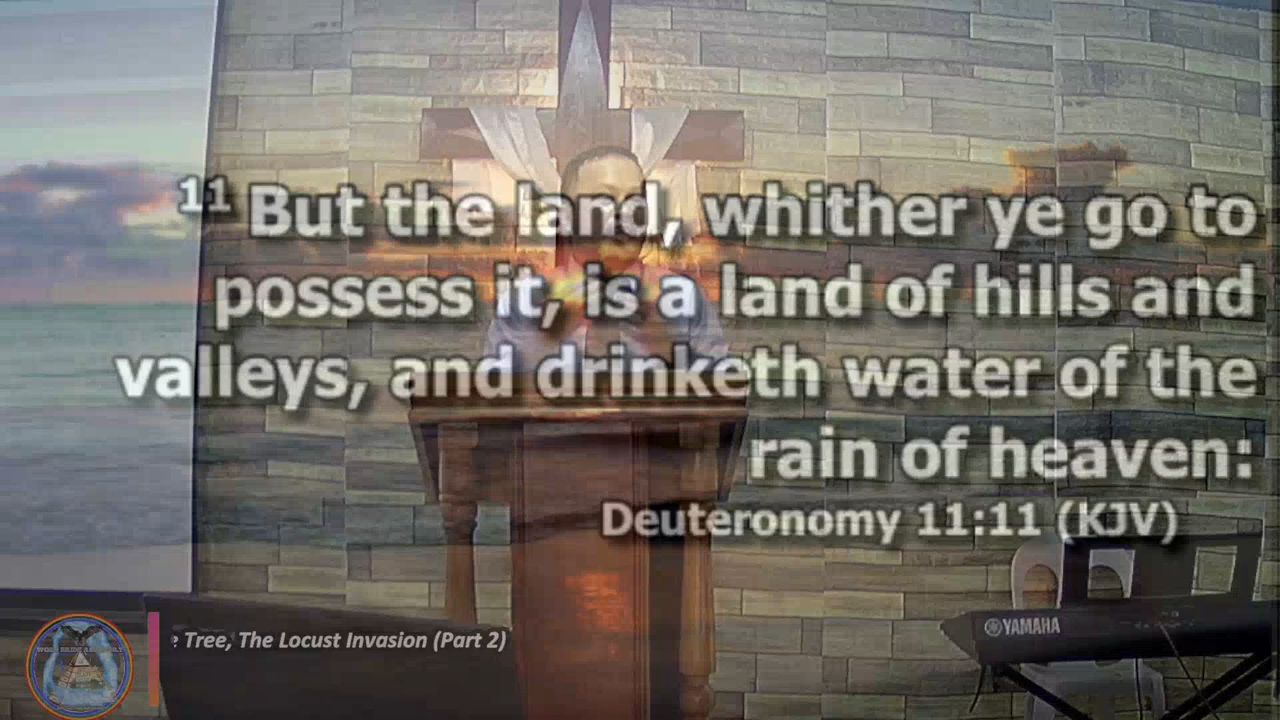 11 But the land, whither ye go to
possess it, is a land of hills and
valleys, and drinketh water of the
rain of heaven:
Deuteronomy 11:11 (KJV)
YAMAHA
e Tree, The Locust Invasion (Part 2)